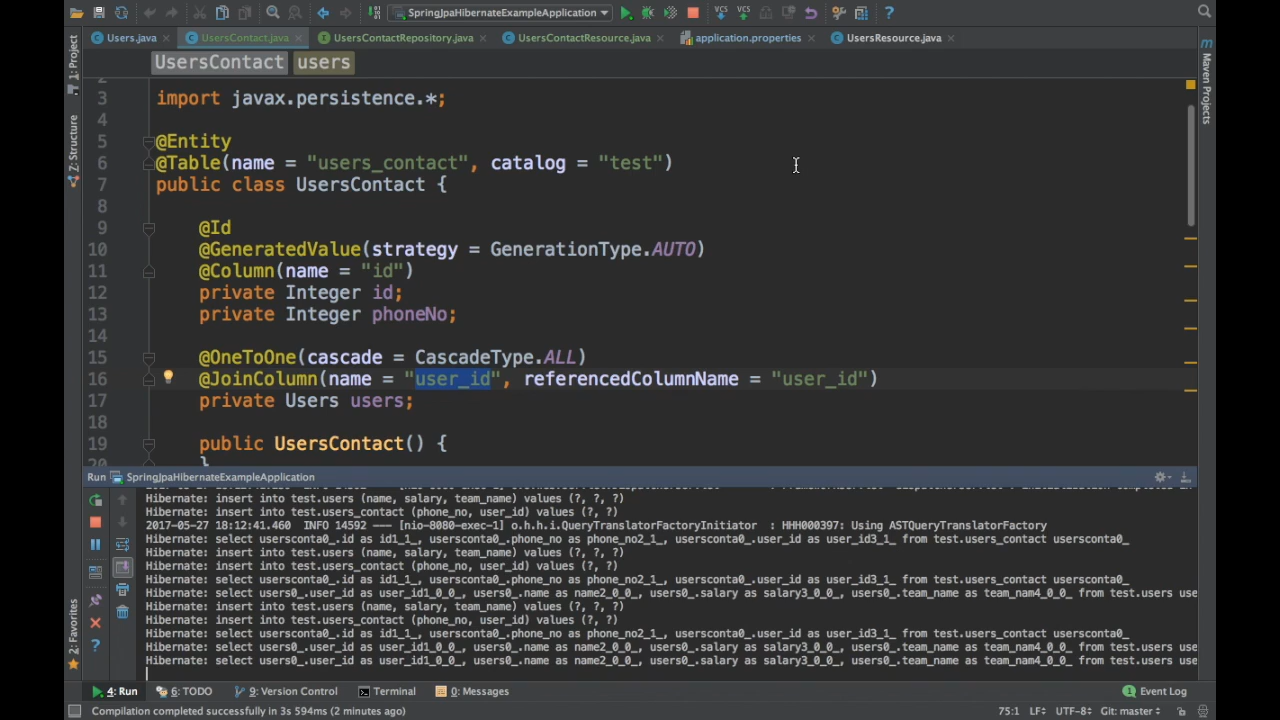 SpringJpaHibernateExampleApplication
Users.java
UsersContact.java
UsersContactRepository.java
UsersContactResource.java
application.properties
UsersResource.java
UsersContact users
1: Project
Z: Structure
2: Favorites
Maven Projects
3 import javax.persistence.*;
4
5 @Entity
6 @Table(name = "users_contact", catalog = "test")
7 public class UsersContact {
8
9 @Id
10 @GeneratedValue(strategy = GenerationType.AUTO)
11 @Column(name = "id")
12 private Integer id;
13 private Integer phoneNo;
14
15 @OneToOne(cascade = CascadeType.ALL)
16 @JoinColumn(name = "user_id", referencedColumnName = "user_id")
17 private Users users;
18
19 public UsersContact() {
20 }
Run SpringJpaHibernateExampleApplication
Hibernate: insert into test.users (name, salary, team_name) values (?, ?, ?)
Hibernate: insert into test.users_contact (phone_no, user_id) values (?, ?)
2017-05-27 18:12:41.460 INFO 14592 --- [nio-8080-exec-1] o.h.h.i.QueryTranslatorFactoryInitiator : HHH000397: Using ASTQueryTranslatorFactory
Hibernate: select usersconta0_.id as id1_1_, usersconta0_.phone_no as phone_no2_1_, usersconta0_.user_id as user_id3_1_ from test.users_contact usersconta0_
Hibernate: insert into test.users (name, salary, team_name) values (?, ?, ?)
Hibernate: insert into test.users_contact (phone_no, user_id) values (?, ?)
Hibernate: select usersconta0_.id as id1_1_, usersconta0_.phone_no as phone_no2_1_, usersconta0_.user_id as user_id3_1_ from test.users_contact usersconta0_
Hibernate: select users0_.user_id as user_id1_0_0_, users0_.name as name2_0_0_, users0_.salary as salary3_0_0_, users0_.team_name as team_nam4_0_0_ from test.users use
Hibernate: insert into test.users (name, salary, team_name) values (?, ?, ?)
Hibernate: insert into test.users_contact (phone_no, user_id) values (?, ?)
Hibernate: select usersconta0_.id as id1_1_, usersconta0_.phone_no as phone_no2_1_, usersconta0_.user_id as user_id3_1_ from test.users_contact usersconta0_
Hibernate: select users0_.user_id as user_id1_0_0_, users0_.name as name2_0_0_, users0_.salary as salary3_0_0_, users0_.team_name as team_nam4_0_0_ from test.users use
Hibernate: select users0_.user_id as user_id1_0_0_, users0_.name as name2_0_0_, users0_.salary as salary3_0_0_, users0_.team_name as team_nam4_0_0_ from test.users use
4: Run 6: TODO 9: Version Control Terminal 0: Messages 1 Event Log
Compilation completed successfully in 3s 594ms (2 minutes ago) 75:1 LF UTF-8 Git: master